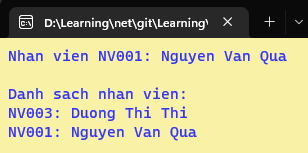 D:\Learning\net\git\Learning\
Nhan vien NV001: Nguyen Van Qua
Danh sach nhan vien:
NV003: Duong Thi Thi
NV001: Nguyen Van Qua